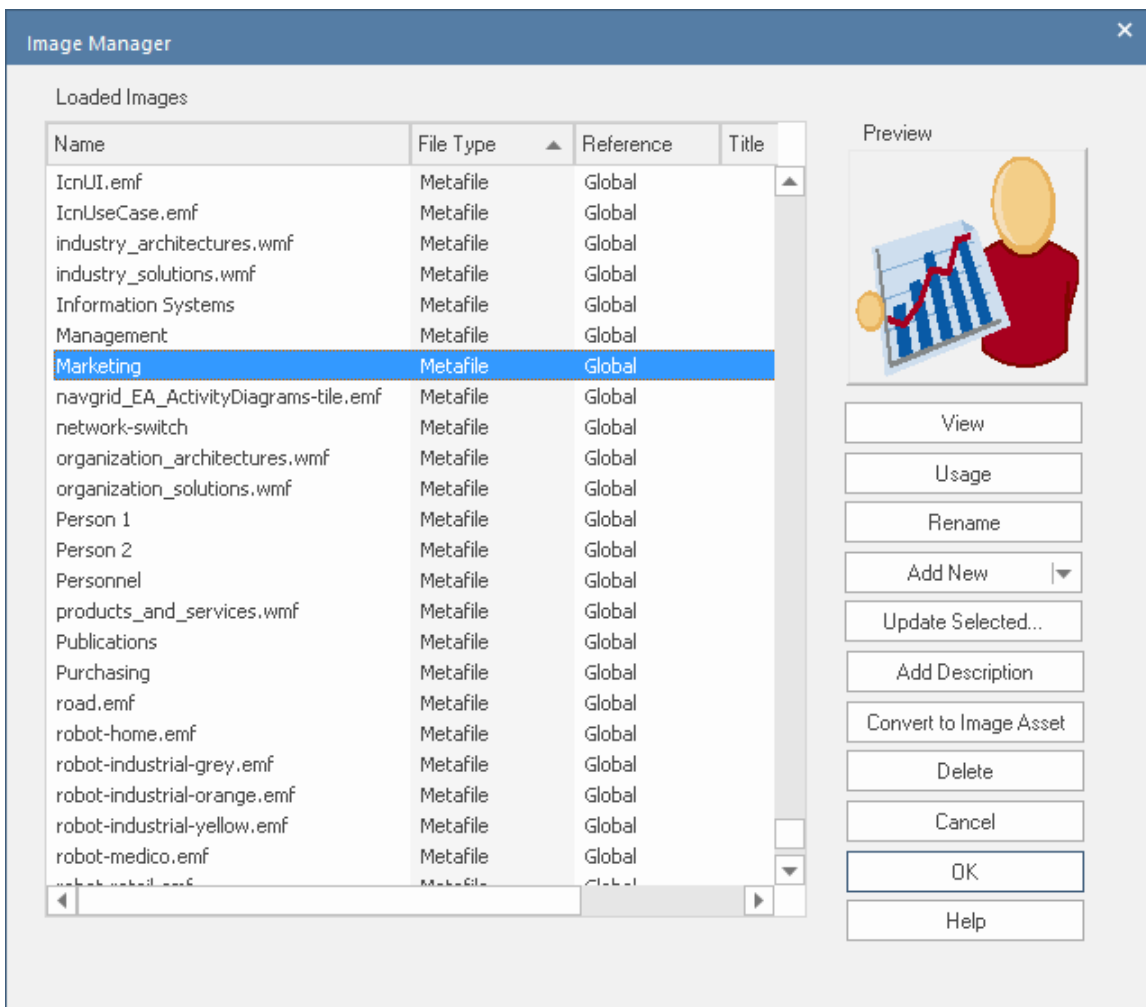 Image Manager
Loaded Images
Name File Type Reference Title
IcnUI.emf Metafile Global
IcnUseCase.emf Metafile Global
industry_architectures.wmf Metafile Global
industry_solutions.wmf Metafile Global
Information Systems Metafile Global
Management Metafile Global
Marketing Metafile Global
navgrid_EA_ActivityDiagrams-tile.emf Metafile Global
network-switch Metafile Global
organization_architectures.wmf Metafile Global
organization_solutions.wmf Metafile Global
Person 1 Metafile Global
Person 2 Metafile Global
Personnel Metafile Global
products_and_services.wmf Metafile Global
Publications Metafile Global
Purchasing Metafile Global
road.emf Metafile Global
robot-home.emf Metafile Global
robot-industrial-grey.emf Metafile Global
robot-industrial-orange.emf Metafile Global
robot-industrial-yellow.emf Metafile Global
robot-medico.emf Metafile Global
robot-retail.emf Metafile Global
Preview
View
Usage
Rename
Add New
Update Selected...
Add Description
Convert to Image Asset
Delete
Cancel
OK
Help